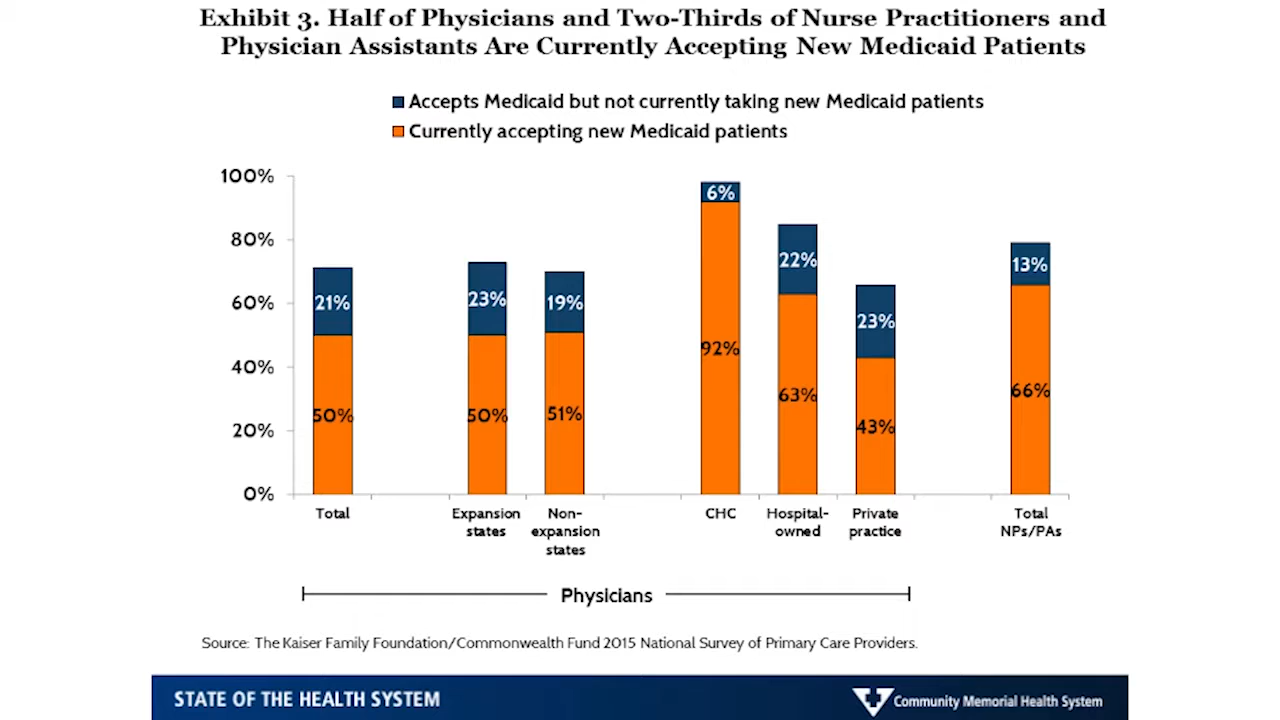 Exhibit 3. Half of Physicians and Two-Thirds of Nurse Practitioners and
Physician Assistants Are Currently Accepting New Medicaid Patients
Accepts Medicaid but not currently taking new Medicaid patients
Currently accepting new Medicaid patients
100%
80%
60%
40%
20%
0%
21%
50%
23%
50%
19%
51%
6%
92%
22%
63%
23%
43%
13%
66%
Total
Expansion
states
Non-
expansion
states
CHC
Hospital-
owned
Private
practice
Total
NPs/PAs
Physicians
Source: The Kaiser Family Foundation/Commonwealth Fund 2015 National Survey of Primary Care Providers.
STATE OF THE HEALTH SYSTEM
Community Memorial Health System